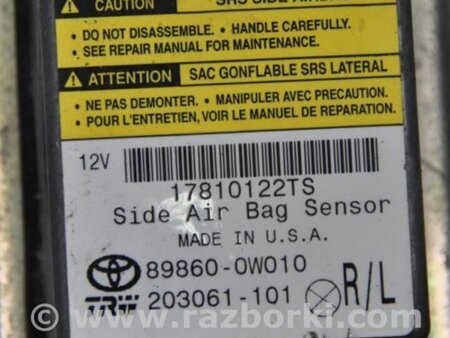 CAUTION SRS SIDE AIRBAG
• DO NOT DISASSEMBLE. • HANDLE CAREFULLY.
• SEE REPAIR MANUAL FOR MAINTENANCE.
ATTENTION SAC GONFLABLE SRS LATERAL
• NE PAS DEMONTER. • MANIPULER AVEC PRECAUTION.
• POUR L'ENTRETIEN, VOIR LE MANUEL DE REPARATION.
12V
17810122TS
Side Air Bag Sensor
MADE IN U.S.A.
89860-0W010
TRW 203061-101 R/L
www.razborki.com